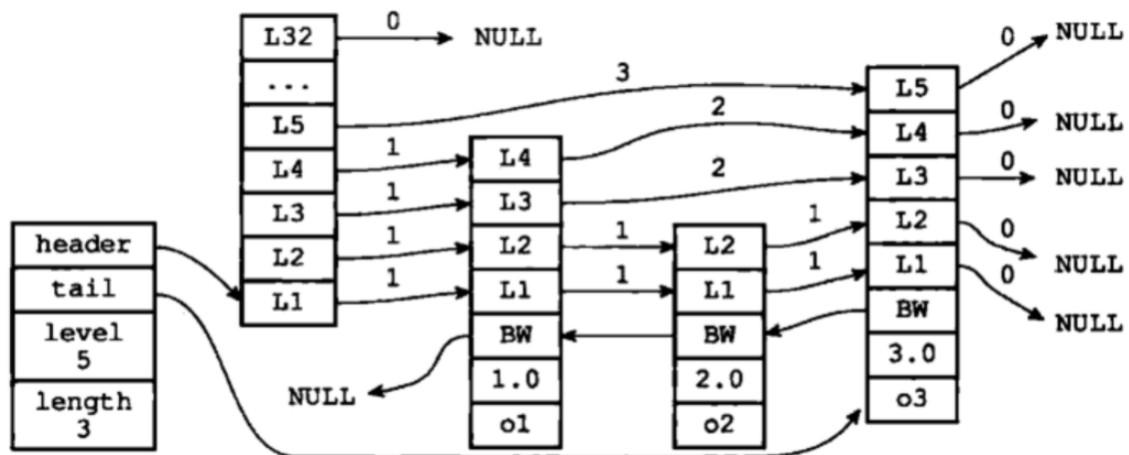 L32
0
NULL
...
L5
3
L4
1
L3
1
L2
1
L1
1
header
tail
level
5
length
3
L4
2
L3
2
L2
1
L1
1
BW
1.0
o1
NULL
L2
1
L1
1
BW
2.0
o2
L5
0
NULL
L4
0
NULL
L3
0
NULL
L2
0
NULL
L1
0
NULL
BW
3.0
o3